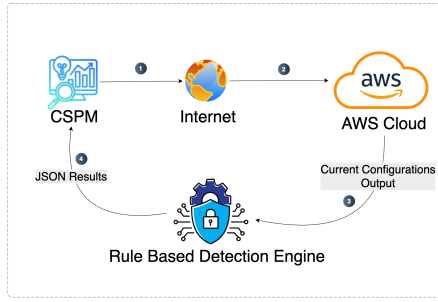 1
2
aws
CSPM
Internet
AWS Cloud
4
JSON Results
Current Configurations
Output
3
Rule Based Detection Engine